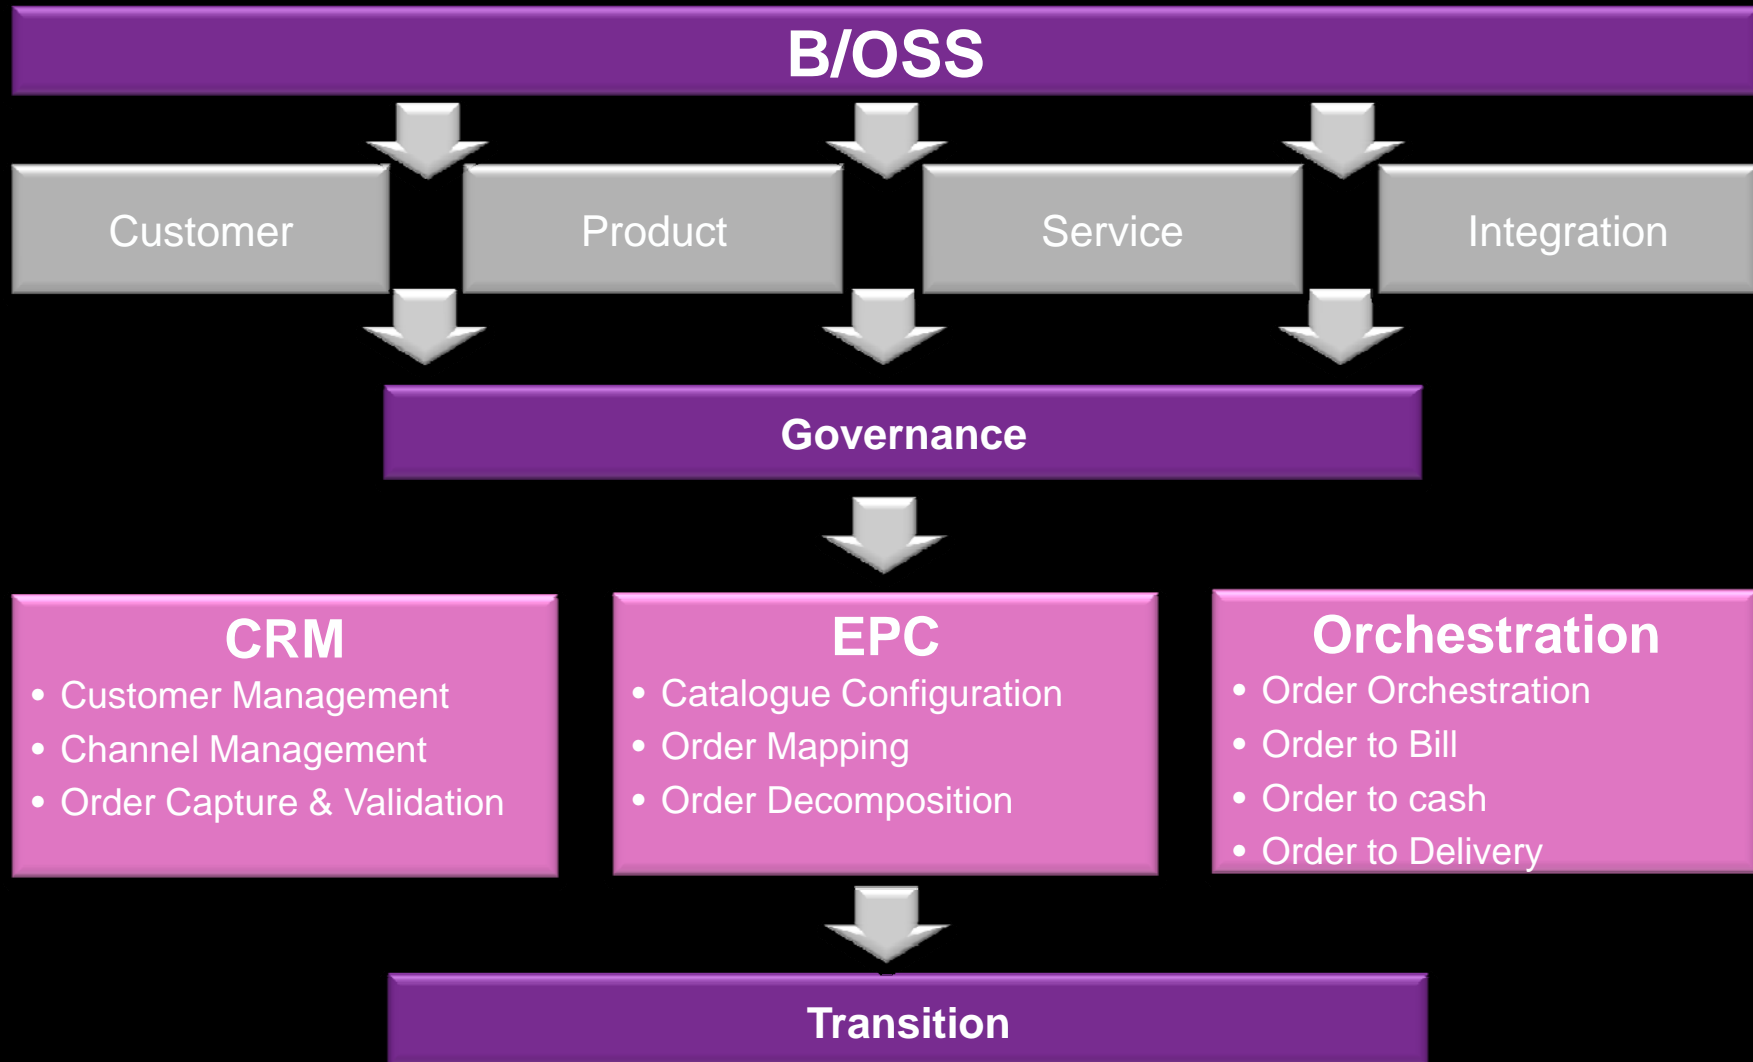 B/OSS
Customer
Product
Service
Integration
Governance
CRM
• Customer Management
• Channel Management
• Order Capture & Validation
EPC
• Catalogue Configuration
• Order Mapping
• Order Decomposition
Orchestration
• Order Orchestration
• Order to Bill
• Order to cash
• Order to Delivery
Transition